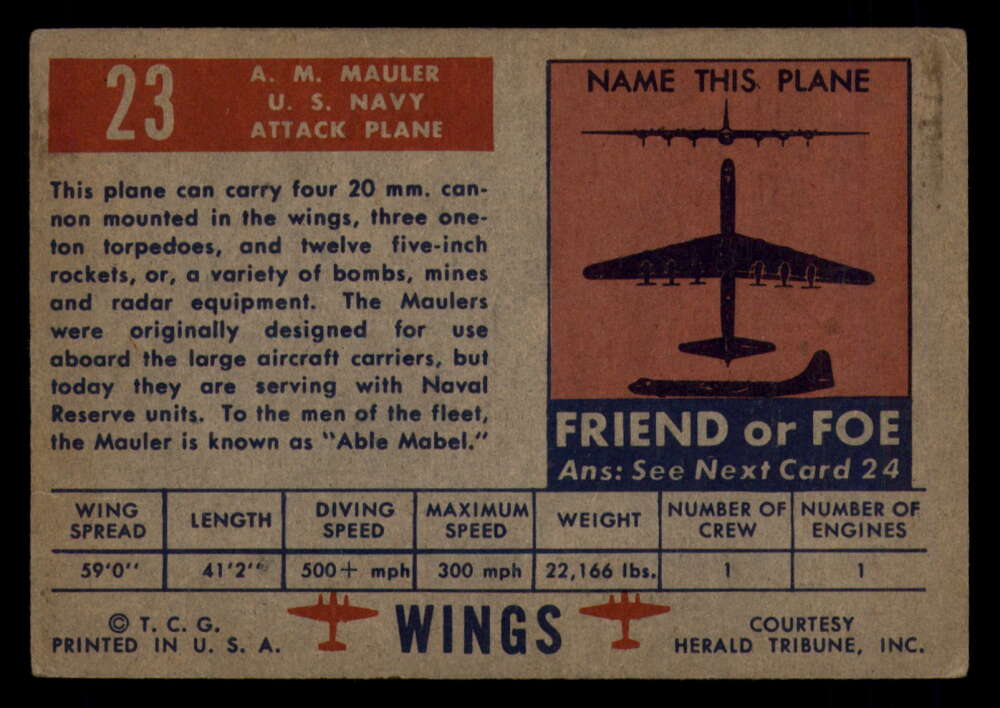 23
A. M. MAULER
U. S. NAVY
ATTACK PLANE
This plane can carry four 20 mm. can-
non mounted in the wings, three one-
ton torpedoes, and twelve five-inch
rockets, or, a variety of bombs, mines
and radar equipment. The Maulers
were originally designed for use
aboard the large aircraft carriers, but
today they are serving with Naval
Reserve units. To the men of the fleet,
the Mauler is known as "Able Mabel."
NAME THIS PLANE
FRIEND or FOE
Ans: See Next Card 24
WING SPREAD LENGTH DIVING SPEED MAXIMUM SPEED WEIGHT NUMBER OF CREW NUMBER OF ENGINES
59'0'' 41'2'' 500+ mph 300 mph 22,166 lbs. 1 1
© T. C. G.
PRINTED IN U. S. A.
WINGS
COURTESY
HERALD TRIBUNE, INC.